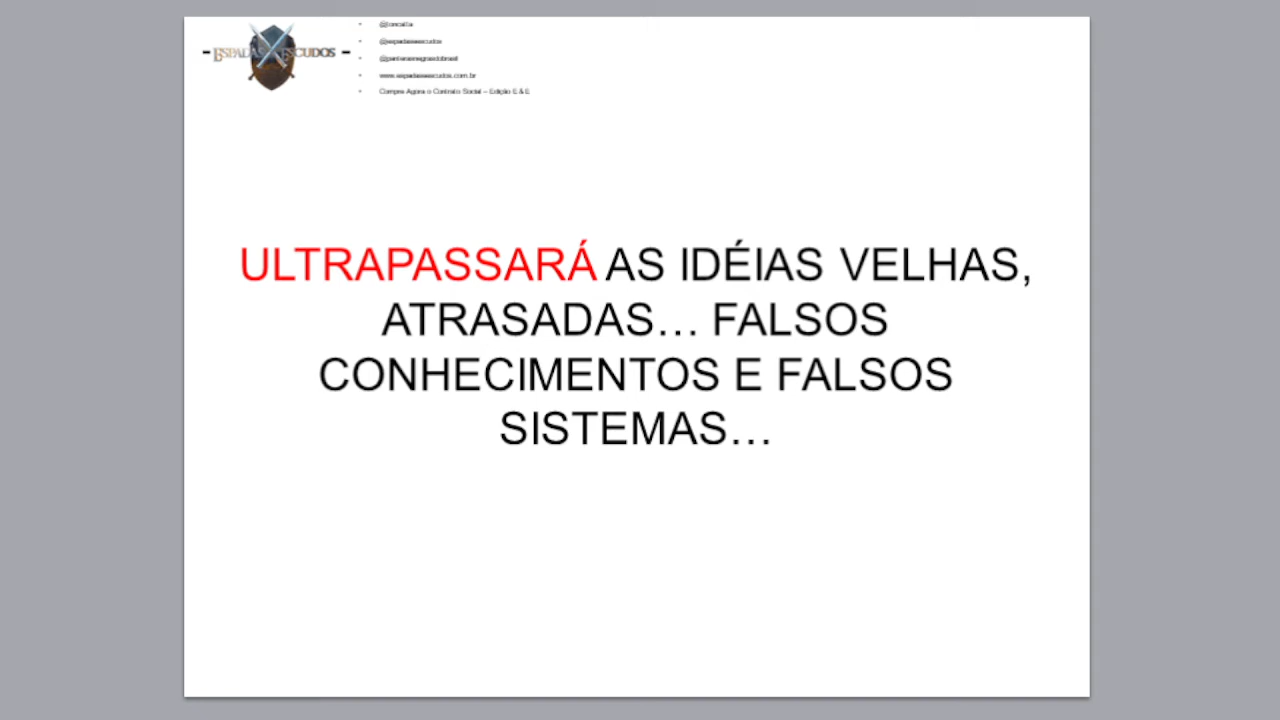 ESPADAS ESCUDOS
@espadaseescudos
@panterasnegrasdobrasil
www.espadaseescudos.com.br
Compre Agora o Contrato Social – Edição E & E
ULTRAPASSARÁ AS IDÉIAS VELHAS,
ATRASADAS… FALSOS
CONHECIMENTOS E FALSOS
SISTEMAS…